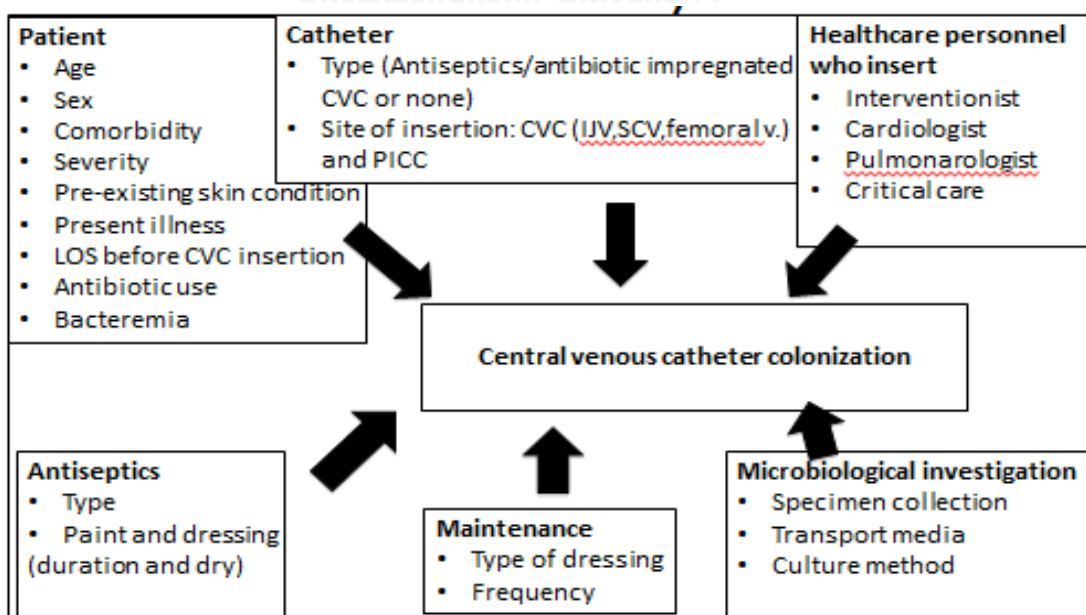 Patient
• Age
• Sex
• Comorbidity
• Severity
• Pre-existing skin condition
• Present illness
• LOS before CVC insertion
• Antibiotic use
• Bacteremia
Catheter
• Type (Antiseptics/antibiotic impregnated
CVC or none)
• Site of insertion: CVC (IJV,SCV,femoral v.)
and PICC
Healthcare personnel
who insert
• Interventionist
• Cardiologist
• Pulmonarologist
• Critical care
Central venous catheter colonization
Antiseptics
• Type
• Paint and dressing
(duration and dry)
Maintenance
• Type of dressing
• Frequency
Microbiological investigation
• Specimen collection
• Transport media
• Culture method